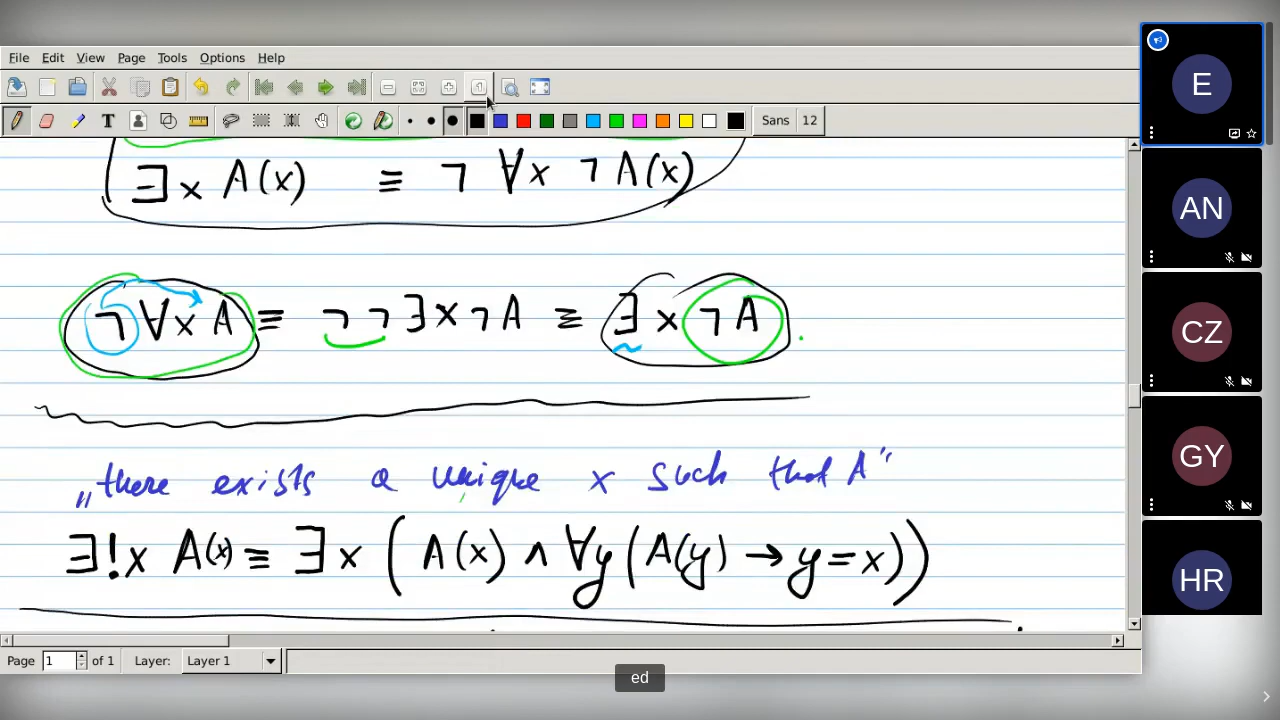 File Edit View Page Tools Options Help
Sans 12
∃x A(x) ≡ ¬ ∀x ¬A(x)
¬∀x A ≡ ¬¬∃x¬A ≡ ∃x¬A.
„there exists a unique x such that A"
∃!x A(x) ≡ ∃x (A(x) ∧ ∀y(A(y) → y=x))
Page 1 of 1 Layer: Layer 1
ed
E
AN
CZ
GY
HR